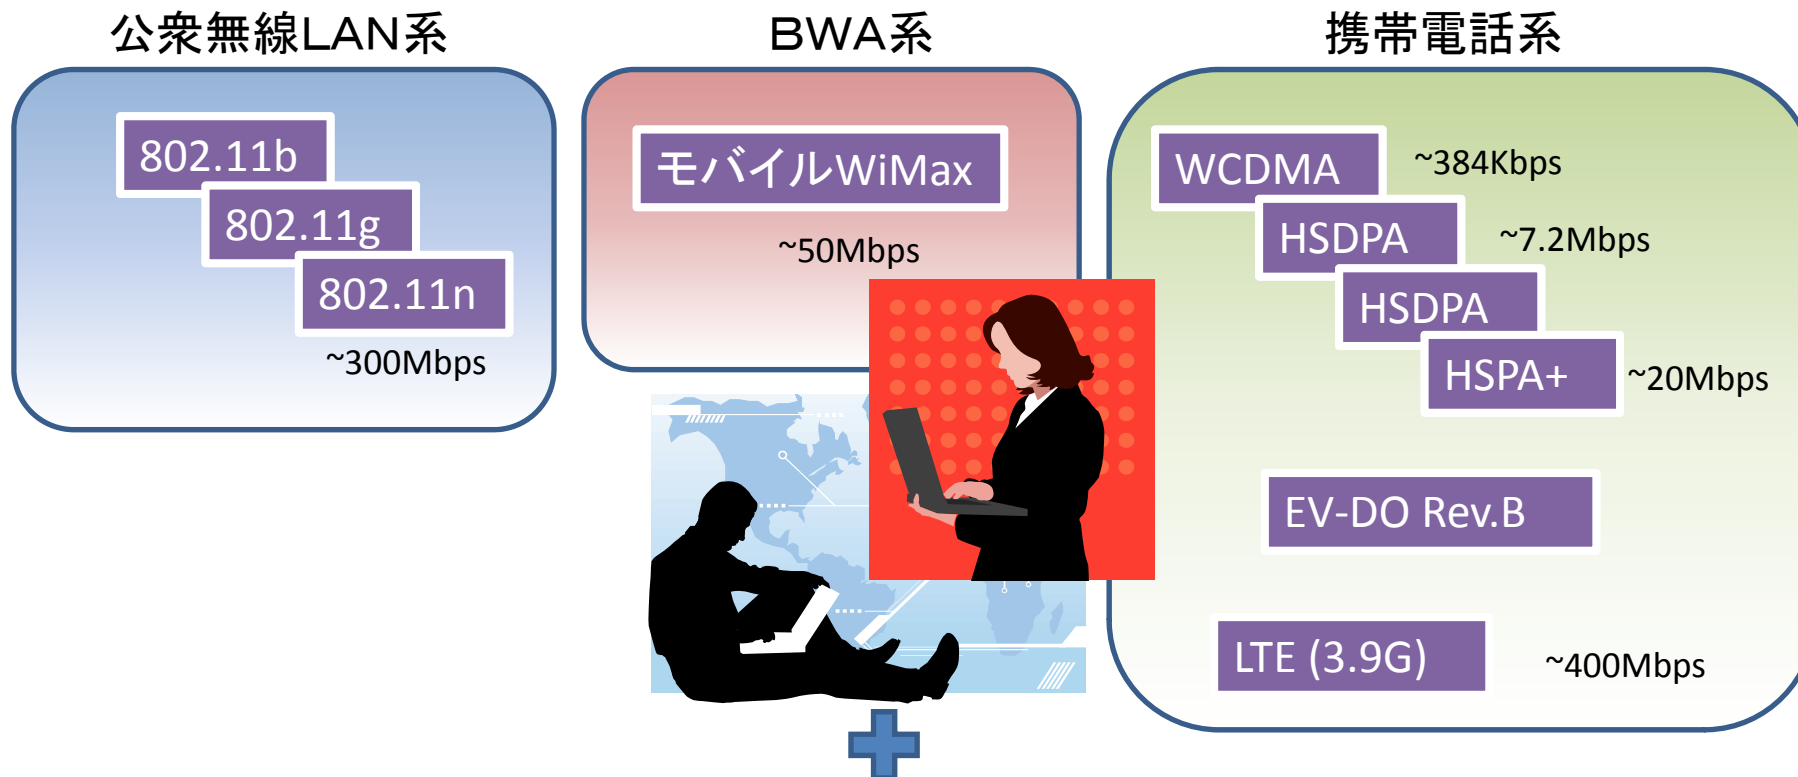 公衆無線LAN系
802.11b
802.11g
802.11n
~300Mbps
BWA系
モバイルWiMax
~50Mbps
携帯電話系
WCDMA
~384Kbps
HSDPA
~7.2Mbps
HSDPA
HSPA+
~20Mbps
EV-DO Rev.B
LTE (3.9G)
~400Mbps